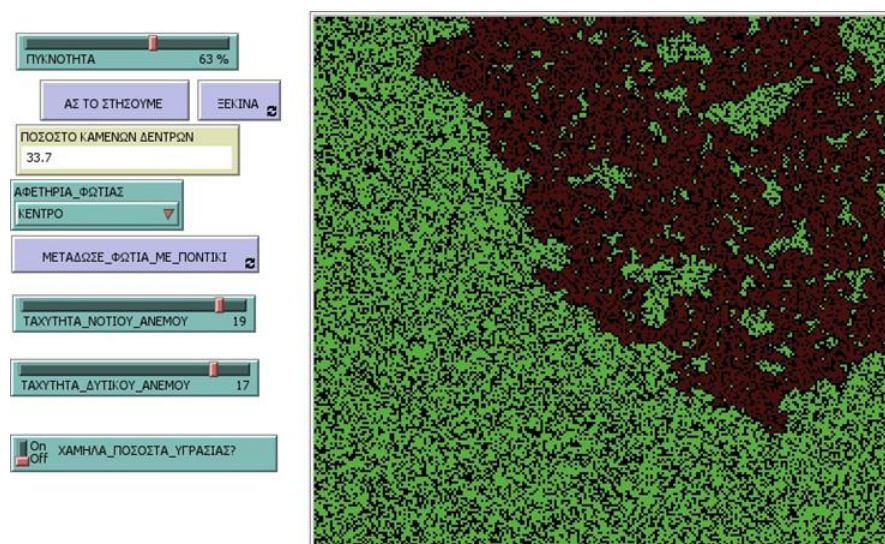 ΠΥΚΝΟΤΗΤΑ 63 %
ΑΣ ΤΟ ΣΤΗΣΟΥΜΕ
ΞΕΚΙΝΑ
ΠΟΣΟΣΤΟ ΚΑΜΕΝΩΝ ΔΕΝΤΡΩΝ
33.7
ΑΦΕΤΗΡΙΑ_ΦΩΤΙΑΣ
ΚΕΝΤΡΟ
ΜΕΤΑΔΩΣΕ_ΦΩΤΙΑ_ΜΕ_ΠΟΝΤΙΚΙ
ΤΑΧΥΤΗΤΑ_ΝΟΤΙΟΥ_ΑΝΕΜΟΥ 19
ΤΑΧΥΤΗΤΑ_ΔΥΤΙΚΟΥ_ΑΝΕΜΟΥ 17
On
Off
ΧΑΜΗΛΑ_ΠΟΣΟΣΤΑ_ΥΓΡΑΣΙΑΣ?